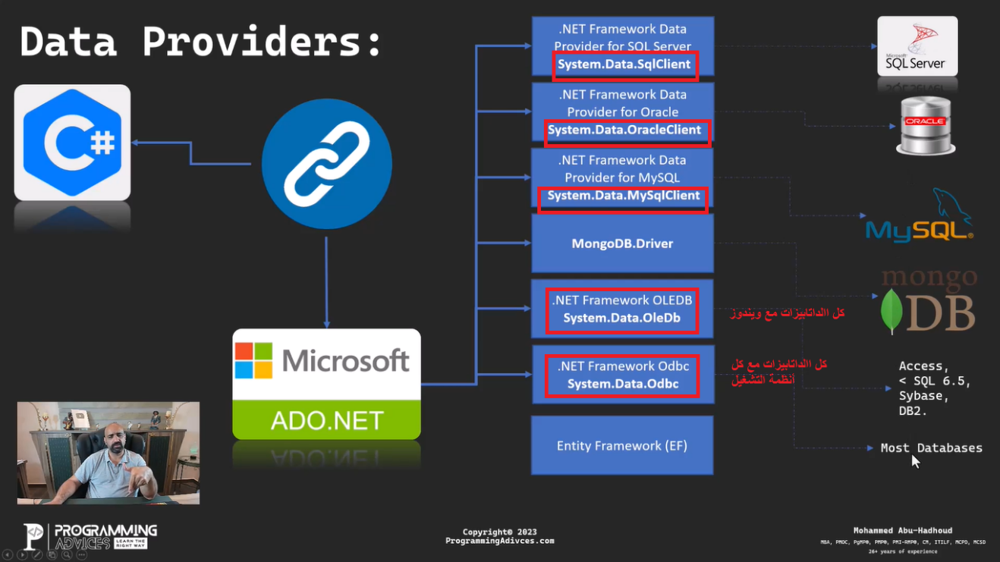 Data Providers:
.NET Framework Data
Provider for SQL Server
System.Data.SqlClient
.NET Framework Data
Provider for Oracle
System.Data.OracleClient
.NET Framework Data
Provider for MySQL
System.Data.MySqlClient
MongoDB.Driver
.NET Framework OLEDB
System.Data.OleDb
كل االداتابيزات مع ويندوز
.NET Framework Odbc
System.Data.Odbc
كل االداتابيزات مع كل
أنظمة التشغيل
Entity Framework (EF)
Microsoft
SQL Server
ORACLE
MySQL
mongo
DB
Access,
< SQL 6.5,
Sybase,
DB2.
Most Databases
C#
Microsoft
ADO.NET
P
PROGRAMMING
ADVICES
LEARN THE
RIGHT WAY
Copyright© 2023
ProgrammingAdivces.com
Mohammed Abu-Hadhoud
MBA, PMOC, PgMP®, PMP®, PMI-RMP®, CM, ITILF, MCPD, MCSD
26+ years of experience